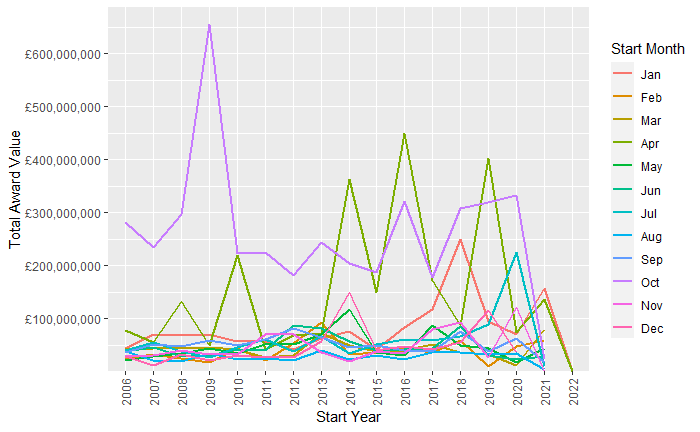 Total Award Value
£600,000,000
£500,000,000
£400,000,000
£300,000,000
£200,000,000
£100,000,000
2006
2007
2008
2009
2010
2011
2012
2013
2014
2015
2016
2017
2018
2019
2020
2021
2022
Start Year
Start Month
Jan
Feb
Mar
Apr
May
Jun
Jul
Aug
Sep
Oct
Nov
Dec